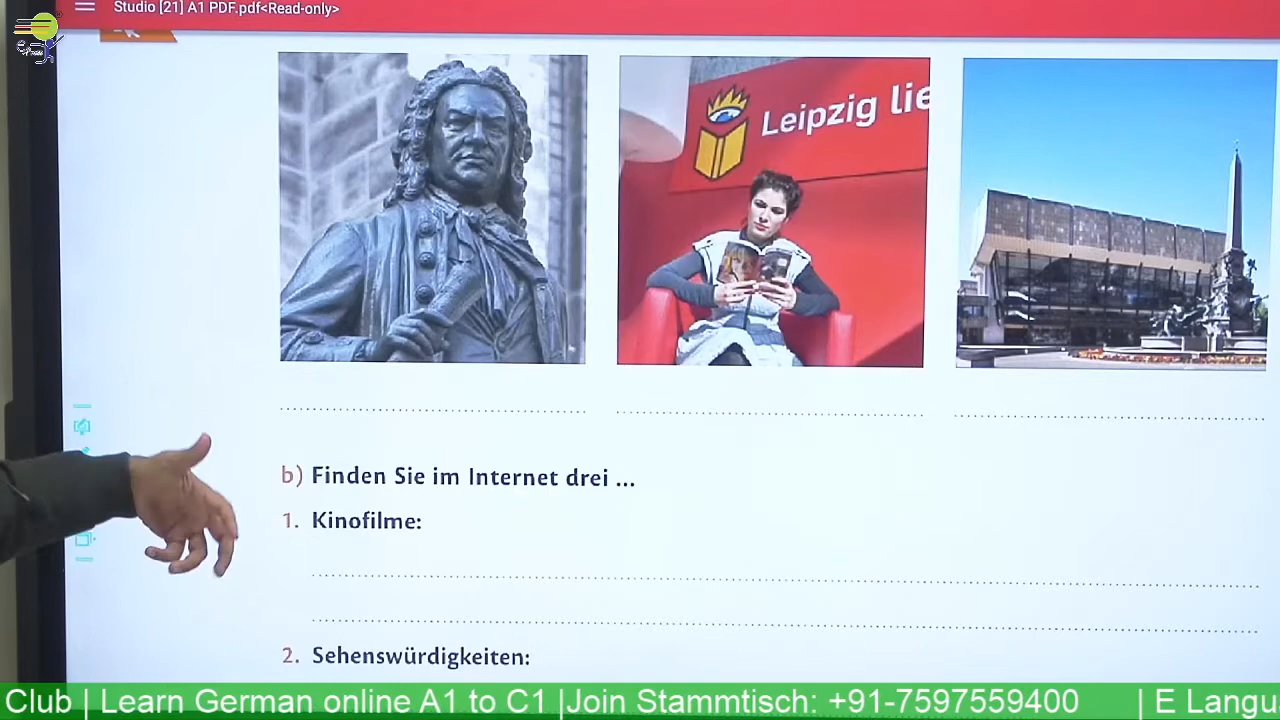 Studio [21] A1 PDF.pdf<Read-only>
Leipzig lie
b) Finden Sie im Internet drei ...
1. Kinofilme:
2. Sehenswürdigkeiten:
Club | Learn German online A1 to C1 |Join Stammtisch: +91-7597559400 | E Langu